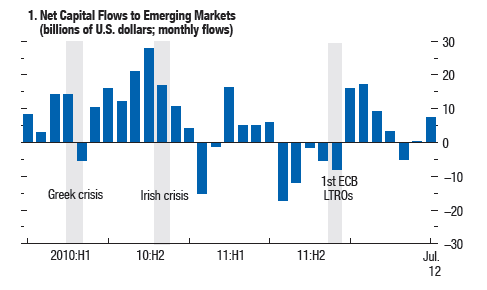 1. Net Capital Flows to Emerging Markets
(billions of U.S. dollars; monthly flows)
30
20
10
0
–10
–20
–30
Greek crisis
Irish crisis
1st ECB
LTROs
2010:H1
10:H2
11:H1
11:H2
Jul.
12